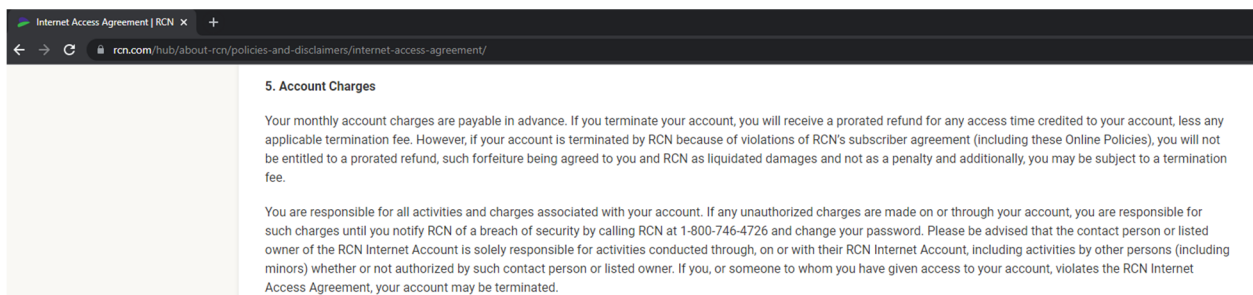 Internet Access Agreement | RCN
rcn.com/hub/about-rcn/policies-and-disclaimers/internet-access-agreement/
5. Account Charges
Your monthly account charges are payable in advance. If you terminate your account, you will receive a prorated refund for any access time credited to your account, less any
applicable termination fee. However, if your account is terminated by RCN because of violations of RCN's subscriber agreement (including these Online Policies), you will not
be entitled to a prorated refund, such forfeiture being agreed to you and RCN as liquidated damages and not as a penalty and additionally, you may be subject to a termination
fee.
You are responsible for all activities and charges associated with your account. If any unauthorized charges are made on or through your account, you are responsible for
such charges until you notify RCN of a breach of security by calling RCN at 1-800-746-4726 and change your password. Please be advised that the contact person or listed
owner of the RCN Internet Account is solely responsible for activities conducted through, on or with their RCN Internet Account, including activities by other persons (including
minors) whether or not authorized by such contact person or listed owner. If you, or someone to whom you have given access to your account, violates the RCN Internet
Access Agreement, your account may be terminated.